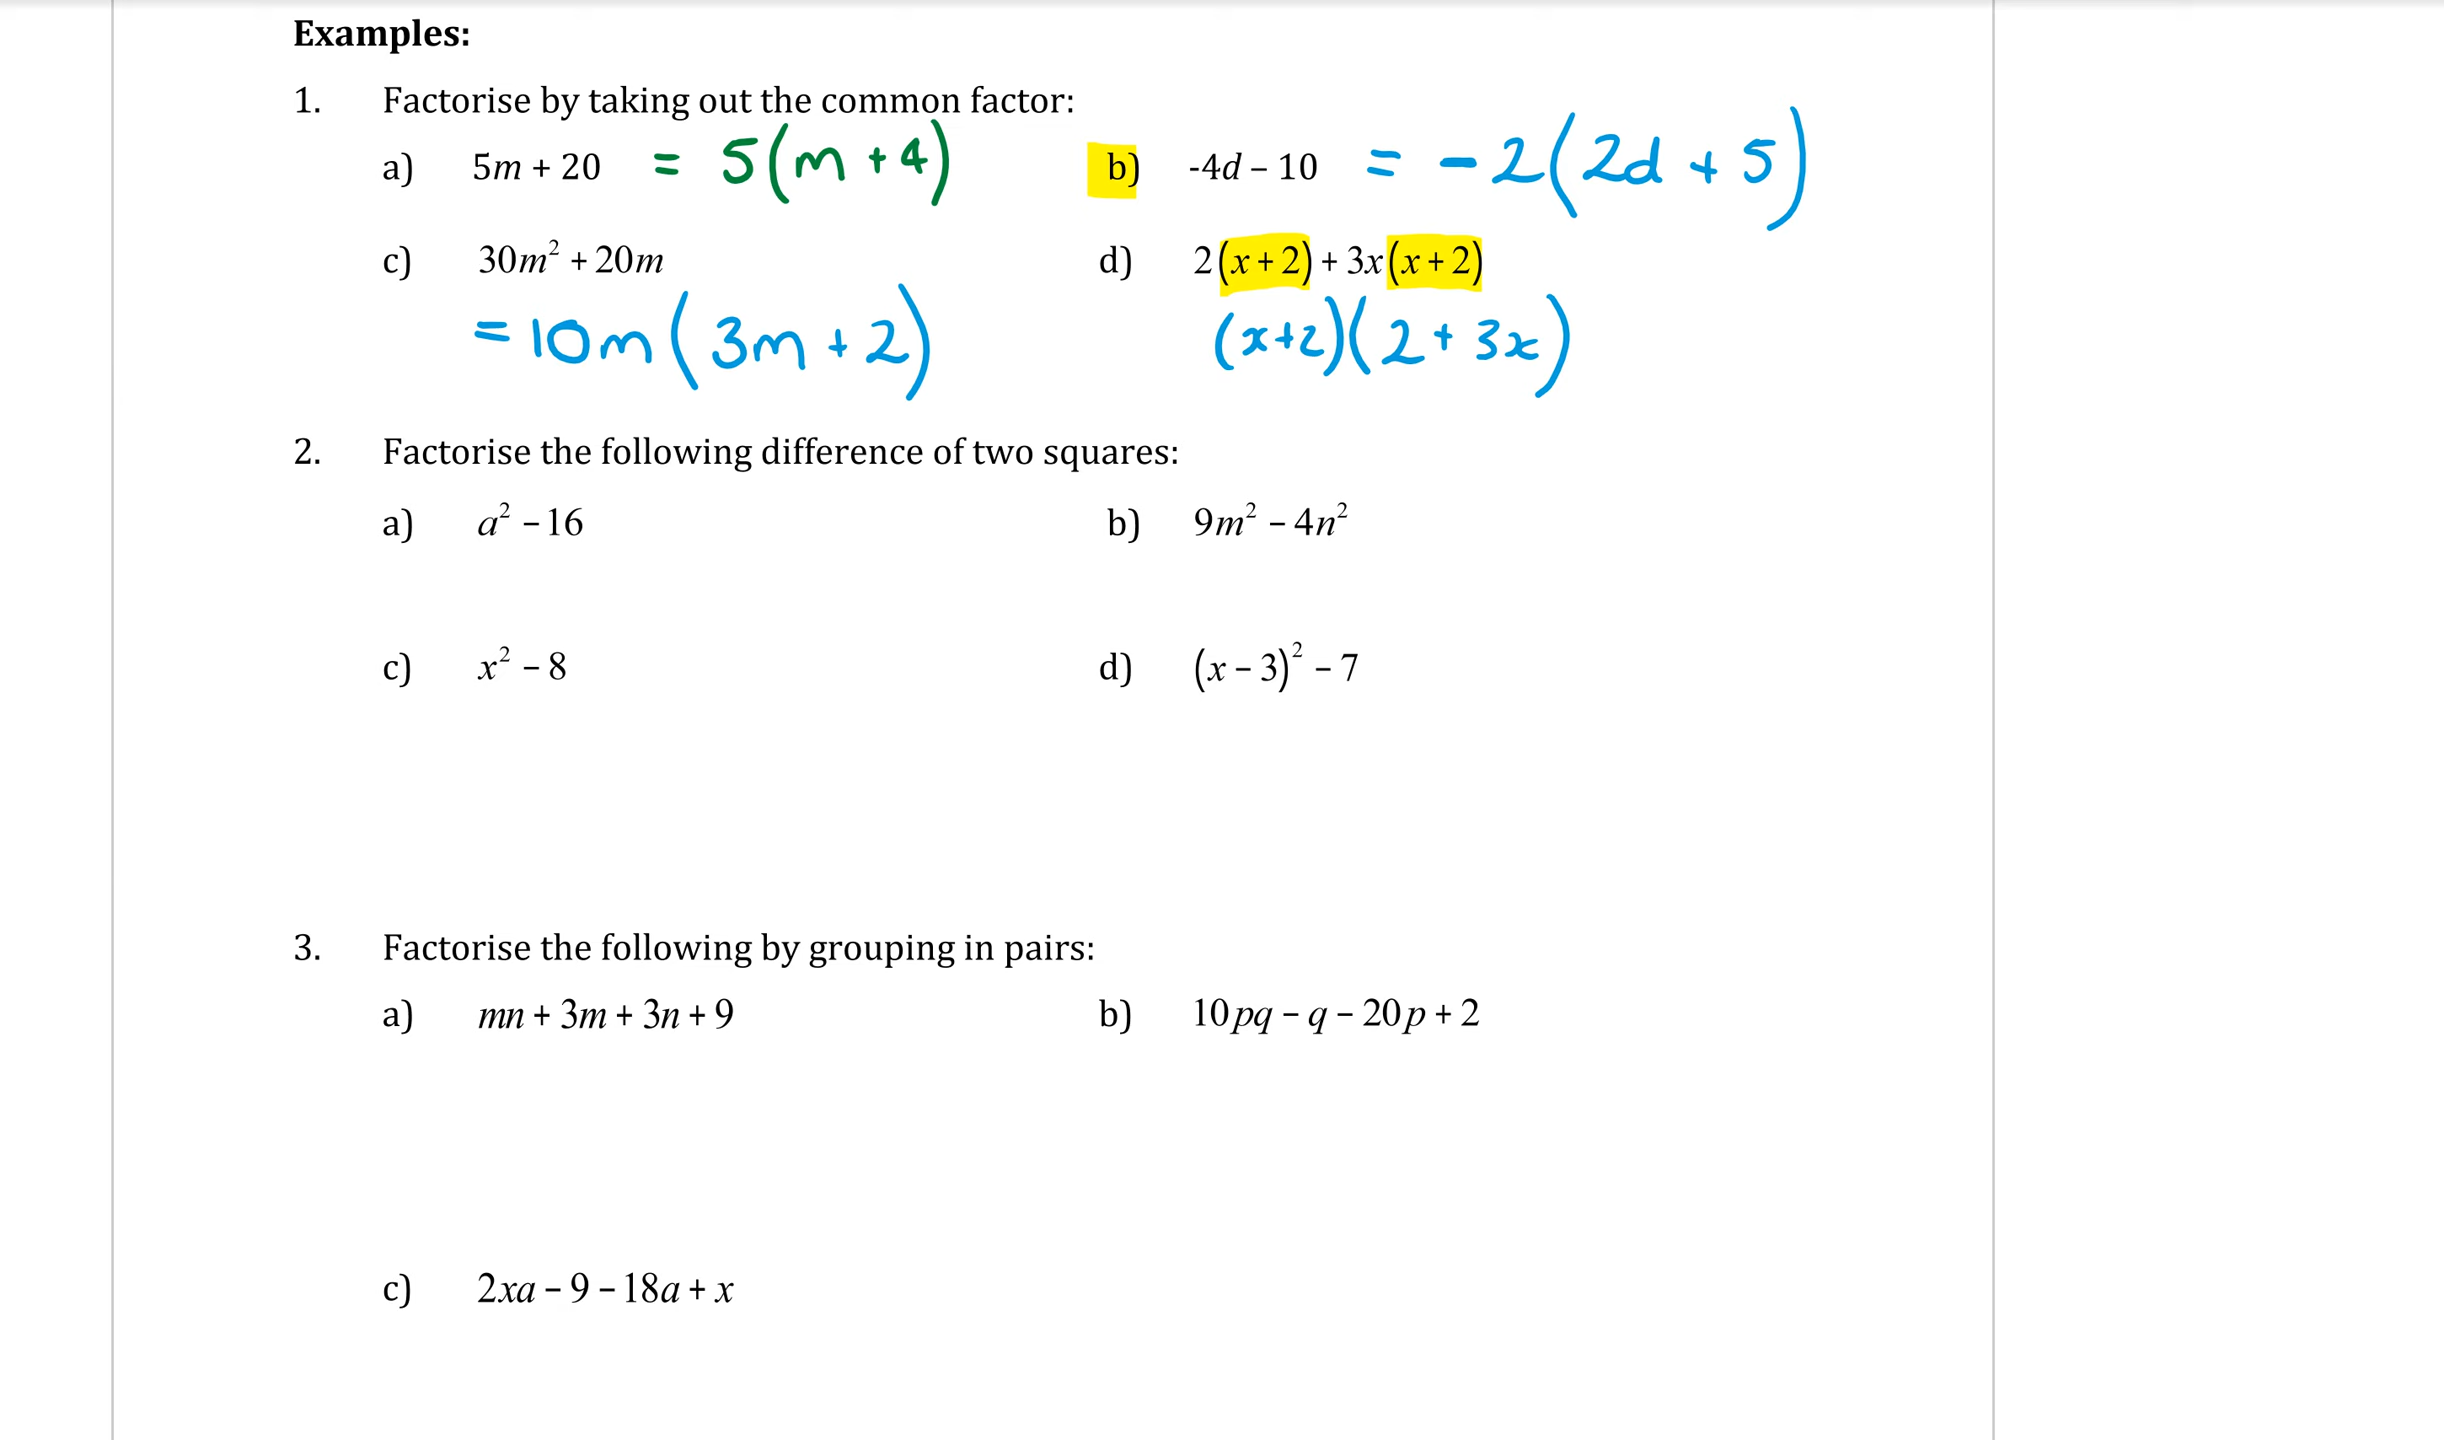 Examples:
1. Factorise by taking out the common factor:
a) 5m + 20 = 5(m + 4) b) -4d – 10 = -2(2d + 5)
c) 30m² + 20m d) 2(x + 2) + 3x(x + 2)
= 10m(3m + 2) (x+2)(2 + 3x)
2. Factorise the following difference of two squares:
a) a² – 16 b) 9m² – 4n²
c) x² – 8 d) (x – 3)² – 7
3. Factorise the following by grouping in pairs:
a) mn + 3m + 3n + 9 b) 10pq – q – 20p + 2
c) 2xa – 9 – 18a + x